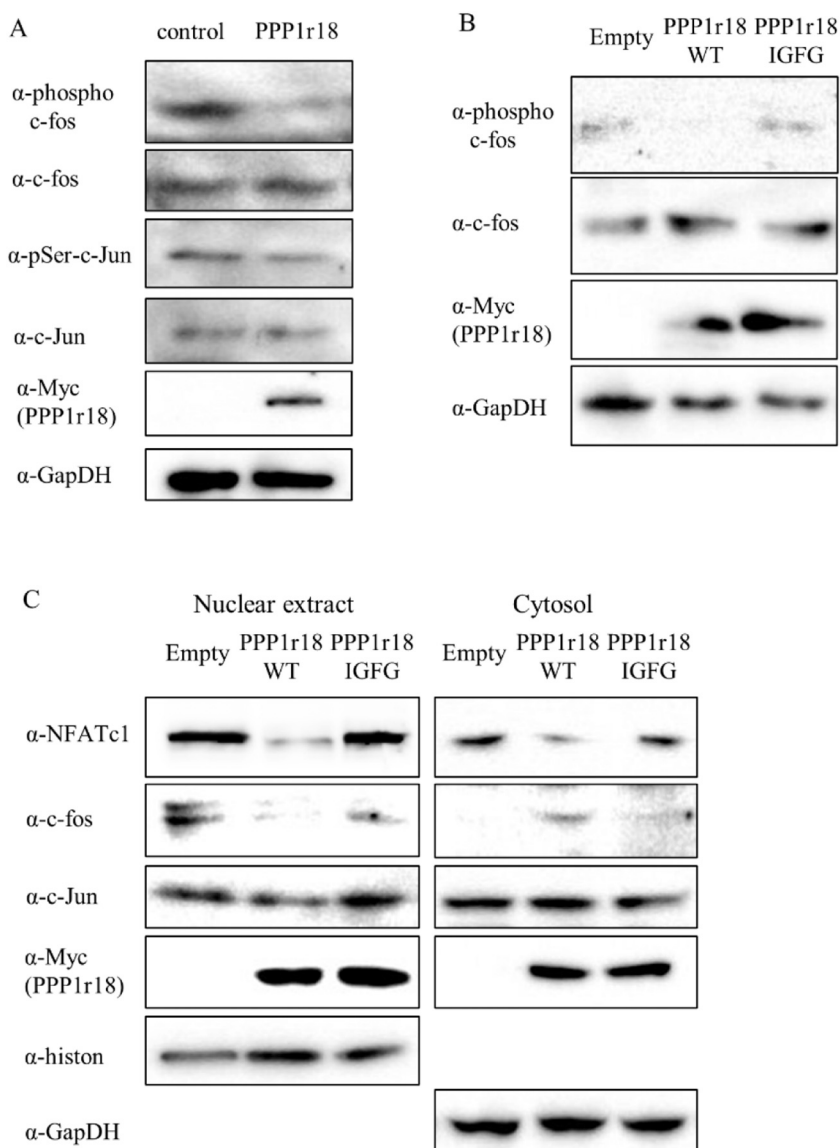 A
control PPP1r18
α-phospho
c-fos
α-c-fos
α-pSer-c-Jun
α-c-Jun
α-Myc
(PPP1r18)
α-GapDH
B
Empty PPP1r18 PPP1r18
WT IGFG
α-phospho
c-fos
α-c-fos
α-Myc
(PPP1r18)
α-GapDH
C
Nuclear extract Cytosol
Empty PPP1r18 PPP1r18 Empty PPP1r18 PPP1r18
WT IGFG WT IGFG
α-NFATc1
α-c-fos
α-c-Jun
α-Myc
(PPP1r18)
α-histon
α-GapDH